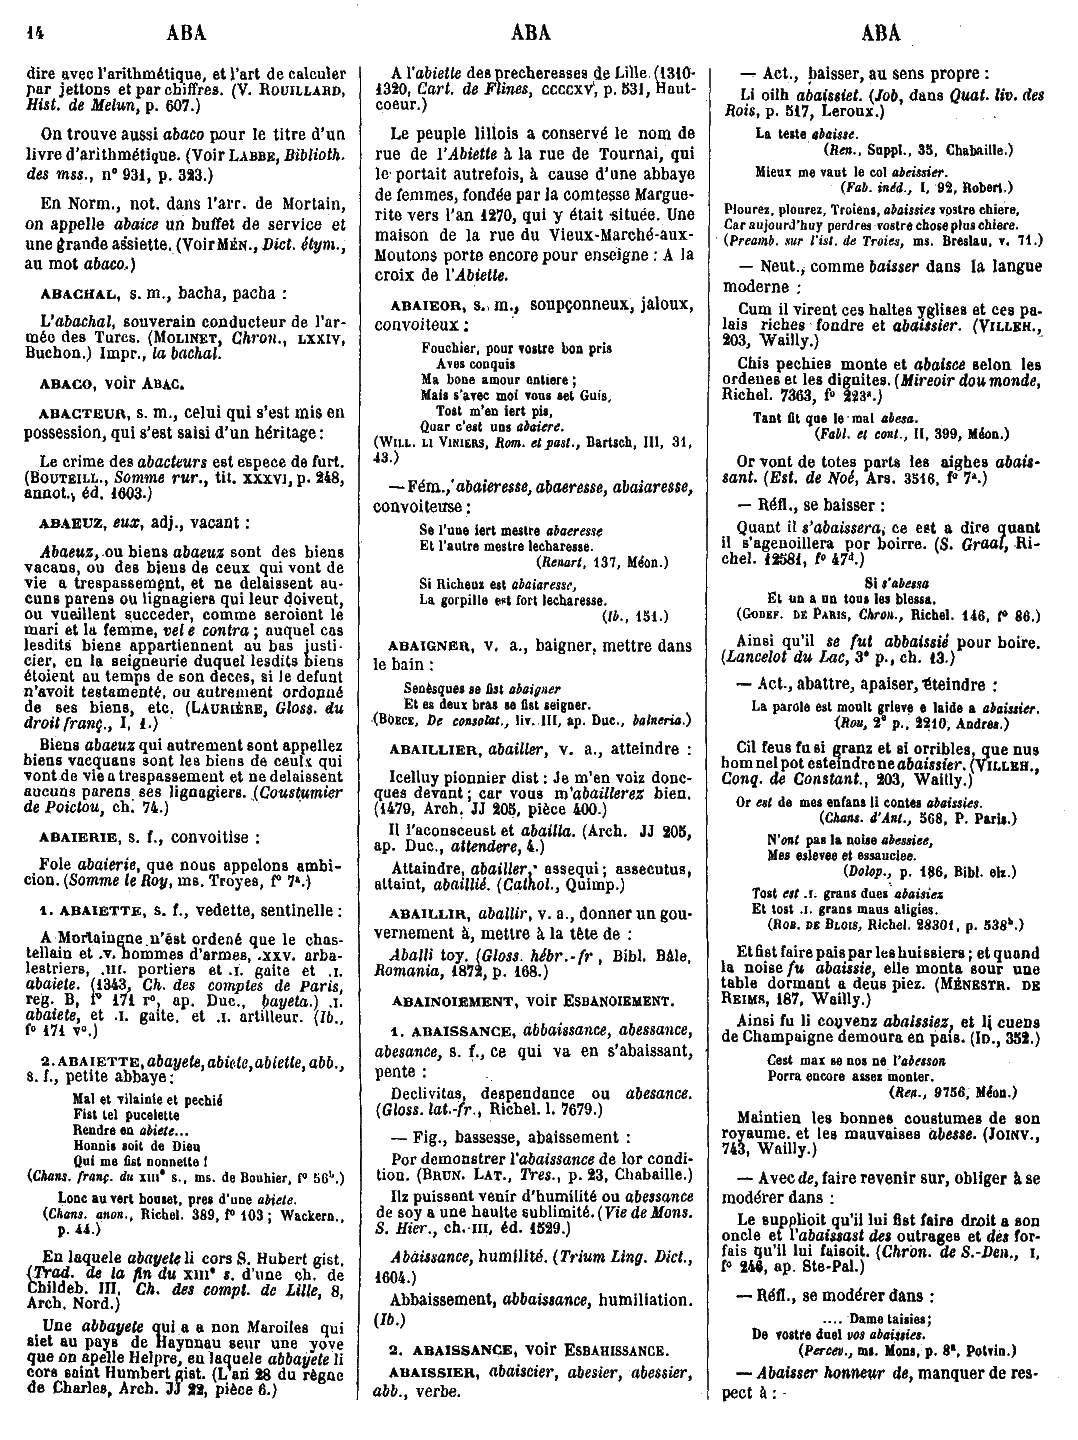 14 ABA ABA ABA
dire avec l'arithmétique, et l'art de calculer
par jettons et par chiffres. (V. ROUILLARD,
Hist. de Melun, p. 607.)
On trouve aussi abaco pour le titre d'un
livre d'arithmétique. (Voir LABBE, Biblioth.
des mss., n° 931, p. 323.)
En Norm., not. dans l'arr. de Mortain,
on appelle abaice un buffet de service et
une grande assiette. (Voir MÉN., Dict. étym.,
au mot abaco.)
ABACHAL, s. m., bacha, pacha :
L'abachal, souverain conducteur de l'ar-
mée des Turcs. (MOLINET, Chron., LXXIV,
Buchon.) Impr., la bachal.
ABACO, voir ABAC.
ABACTEUR, s. m., celui qui s'est mis en
possession, qui s'est saisi d'un héritage :
Le crime des abacteurs est espece de furt.
(BOUTEILL., Somme rur., tit. XXXVJ, p. 248,
annot., éd. 1603.)
ABAEUZ, eux, adj., vacant :
Abaeuz, ou biens abaeuz sont des biens
vacans, ou des biens de ceux qui vont de
vie a trespassement, et ne delaissent au-
cuns parens ou lignagiers qui leur doivent,
ou vueillent succeder, comme seroient le
mari et la femme, vel e contra ; auquel cas
lesdits biens appartiennent au bas justi-
cier, en la seigneurie duquel lesdits biens
étoient au temps de son deces, si le defunt
n'avoit testamenté, ou autrement ordonné
de ses biens, etc. (LAURIÈRE, Gloss. du
droit franç., I, 1.)
Biens abaeuz qui autrement sont appellez
biens vacquans sont les biens de ceulx qui
vont de vie a trespassement et ne delaissent
aucuns parens ses lignagiers. (Coustumier
de Poictou, ch. 74.)
ABAIERIE, s. f., convoitise :
Fole abaierie, que nous appelons ambi-
cion. (Somme le Roy, ms. Troyes, f° 7ᵃ.)
1. ABAIETTE, s. f., vedette, sentinelle :
A Mortaingne n'est ordené que le chas-
tellain et .v. hommes d'armes, .xxv. arba-
lestriers, .III. portiers et .I. gaite et .I.
abaiete. (1343, Ch. des comptes de Paris,
reg. B, f° 171 r°, ap. Duc., bayeta.) .I.
abaiete, et .I. gaite, et .I. artilleur. (Ib.,
f° 171 v°.)
2. ABAIETTE, abayete, abiete, abiette, abb.,
s. f., petite abbaye :
Mal et vilainie et pechié
Fist tel pucelette
Rendre en abiete...
Honnis soit de Dieu
Qui me fist nonnette !
(Chans. franç. du XIIIᵉ s., ms. de Bouhier, f° 56ᵇ.)
Lonc au vert bouset, pres d'une abiete.
(Chans. anon., Richel. 389, f° 103 ; Wackern.,
p. 44.)
En laquele abayete li cors S. Hubert gist.
(Trad. de la fin du XIIIᵉ s. d'une ch. de
Childeb. III, Ch. des compt. de Lille, 8,
Arch. Nord.)
Une abbayete qui a a non Maroiles qui
siet au pays de Haynnau seur une yove
que on apelle Helpre, en laquele abbayete li
cors saint Humbert gist. (L'an 28 du règne
de Charles, Arch. JJ 22, pièce 6.)
A l'abiette des precheresses de Lille. (1310-
1320, Cart. de Flines, CCCCXV, p. 531, Haut-
coeur.)
Le peuple lillois a conservé le nom de
rue de l'Abiette à la rue de Tournai, qui
le portait autrefois, à cause d'une abbaye
de femmes, fondée par la comtesse Margue-
rite vers l'an 1270, qui y était située. Une
maison de la rue du Vieux-Marché-aux-
Moutons porte encore pour enseigne : A la
croix de l'Abiette.
ABAIEOR, s. m., soupçonneux, jaloux,
convoiteux :
Fouchier, pour vostre bon pris
Aves conquis
Ma bone amour entiere ;
Mais s'avec moi vous set Guis,
Tost m'en iert pis,
Quar c'est uns abaiere.
(WILL. LI VINIERS, Rom. et past., Bartsch, III, 31,
43.)
— Fém., abaieresse, abaeresse, abaiaresse,
convoiteuse :
Se l'une iert mestre abaeresse
Et l'autre mestre lecharesse.
(Renart, 137, Méon.)
Si Richeuz est abaiaresse,
La gorpille est fort lecharesse.
(Ib., 151.)
ABAIGNER, v. a., baigner, mettre dans
le bain :
Senèsques se fist abaigner
Et es deux bras se fist seigner.
(BOECE, De consolat., liv. III, ap. Duc., balneria.)
ABAILLIER, abailler, v. a., atteindre :
Icelluy pionnier dist : Je m'en voiz donc-
ques devant ; car vous m'abaillerez bien.
(1479, Arch. JJ 205, pièce 400.)
Il l'aconsceust et abailla. (Arch. JJ 205,
ap. Duc., attendere, 4.)
Attaindre, abailler, assequi ; assecutus,
attaint, abaillié. (Cathol., Quimp.)
ABAILLIR, aballir, v. a., donner un gou-
vernement à, mettre à la tête de :
Aballi toy. (Gloss. hébr.-fr, Bibl. Bâle,
Romania, 1872, p. 168.)
ABAINOIEMENT, voir ESBANOIEMENT.
1. ABAISSANCE, abbaissance, abessance,
abesance, s. f., ce qui va en s'abaissant,
pente :
Declivitas, despendance ou abesance.
(Gloss. lat.-fr., Richel. l. 7679.)
— Fig., bassesse, abaissement :
Por demonstrer l'abaissance de lor condi-
tion. (BRUN. LAT., Tres., p. 23, Chabaille.)
Ilz puissent venir d'humilité ou abessance
de soy a une haulte sublimité. (Vie de Mons.
S. Hier., ch. III, éd. 1529.)
Abàissance, humilité. (Trium Ling. Dict.,
1604.)
Abbaissement, abbaissance, humiliation.
(Ib.)
2. ABAISSANCE, voir ESBAHISSANCE.
ABAISSIER, abaiscier, abesier, abessier,
abb., verbe.
— Act., baisser, au sens propre :
Li oilh abaissiet. (Job, dans Quat. liv. des
Rois, p. 517, Leroux.)
La teste abaisse.
(Ren., Suppl., 35, Chabaille.)
Mieux me vaut le col abeissier.
(Fab. inéd., I, 92, Robert.)
Plourez, plourez, Troiens, abaissies vostre chiere,
Car aujourd'huy perdres vostre chose plus chiere.
(Preamb. sur l'ist. de Troies, ms. Breslau, v. 71.)
— Neut., comme baisser dans la langue
moderne :
Cum il virent ces haltes yglises et ces pa-
lais riches fondre et abaissier. (VILLEH.,
203, Wailly.)
Chis pechies monte et abaisce selon les
ordenes et les dignites. (Mireoir dou monde,
Richel. 7363, f° 223ᵃ.)
Tant fit que le mal abesa.
(Fabl. et cont., II, 399, Méon.)
Or vont de totes parts les aighes abais-
sant. (Est. de Noé, Ars. 3516, f° 7ᵃ.)
— Réfl., se baisser :
Quant il s'abaissera, ce est a dire quant
il s'agenoillera por boirre. (S. Graal, Ri-
chel. 12581, f° 47ᵈ.)
Si s'abessa
Et un a un tous les blessa.
(GODEF. DE PARIS, Chron., Richel. 146, f° 86.)
Ainsi qu'il se fut abbaissié pour boire.
(Lancelot du Lac, 3ᵉ p., ch. 13.)
— Act., abattre, apaiser, éteindre :
La parole est moult grieve e laide a abaissier.
(Rou, 2ᵉ p., 2210, Andres.)
Cil feus fu si granz et si orribles, que nus
hom nel pot esteindre ne abaissier. (VILLEH.,
Conq. de Constant., 203, Wailly.)
Or est de mes enfans li contes abaissies.
(Chans. d'Ant., 568, P. Paris.)
N'ont pas la noise abessiee,
Mes eslevee et essauciee.
(Dolop., p. 186, Bibl. elz.)
Tost est .I. grans dues abaisiez
Et tost .I. grans maus aligies.
(ROB. DE BLOIS, Richel. 28301, p. 538ᵇ.)
Et fist faire pais par les huissiers ; et quand
la noise fu abaissie, elle monta sour une
table dormant a deus piez. (MÉNESTR. DE
REIMS, 187, Wailly.)
Ainsi fu li couvenz abaissiez, et li cuens
de Champaigne demoura en pais. (ID., 352.)
Cest max se nos ne l'abesson
Porra encore assez monter.
(Ren., 9756, Méon.)
Maintien les bonnes coustumes de son
royaume. et les mauvaises abesse. (JOINV.,
743, Wailly.)
— Avec de, faire revenir sur, obliger à se
modérer dans :
Le supplioit qu'il lui fist faire droit a son
oncle et l'abaissast des outrages et des for-
fais qu'il lui faisoit. (Chron. de S.-Den., I,
f° 246, ap. Ste-Pal.)
— Réfl., se modérer dans :
.... Dame taisies ;
De vostre duel vos abaissies.
(Percev., ms. Mons, p. 8ᵃ, Potvin.)
— Abaisser honneur de, manquer de res-
pect à :